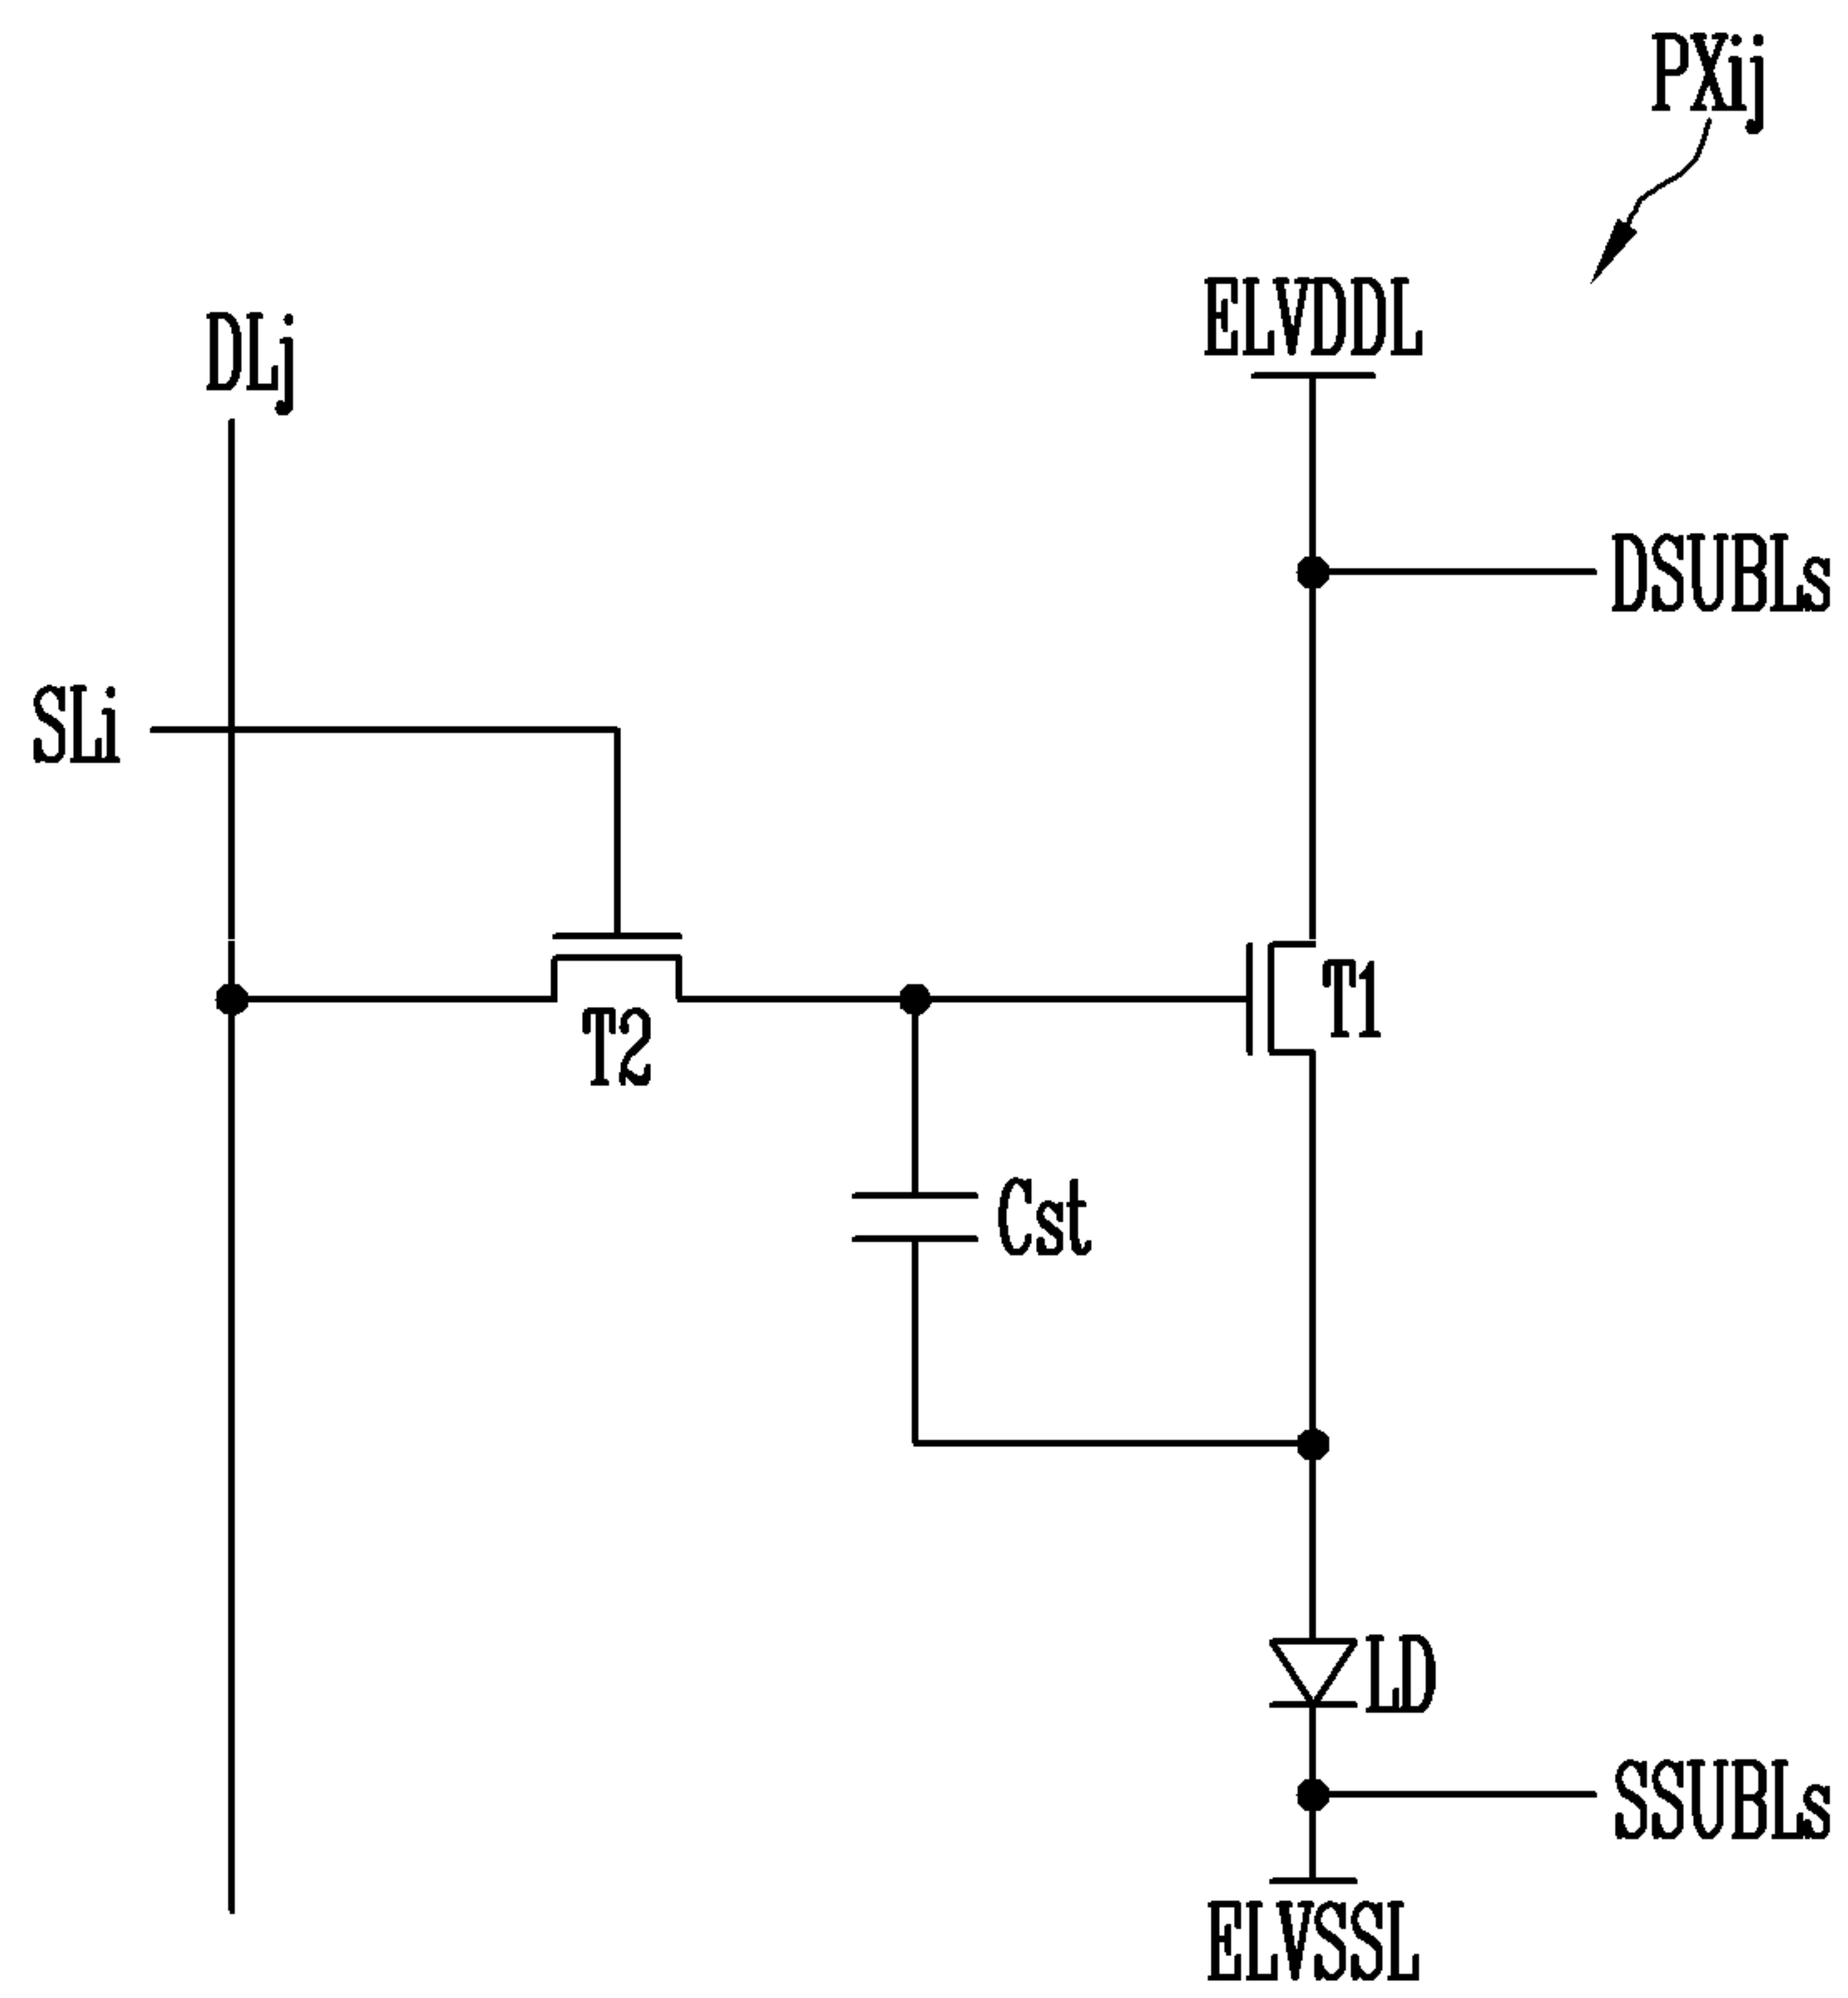 PXij
ELVDDL
DLj
DSUBLs
SLi
T1
T2
Cst
LD
SSUBLs
ELVSSL